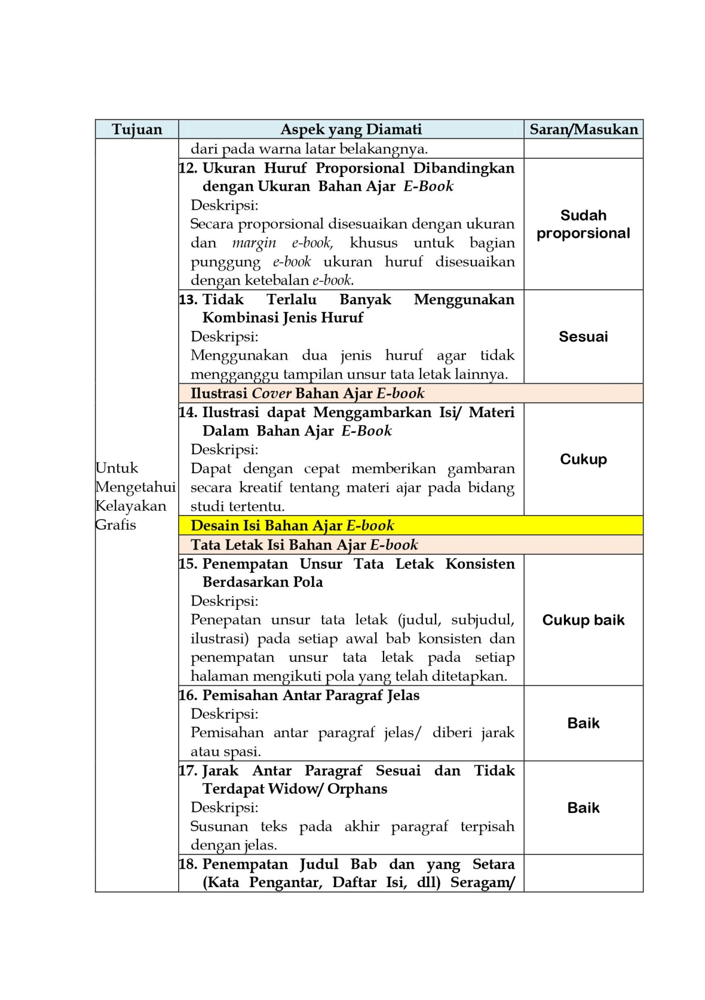 Tujuan Aspek yang Diamati Saran/Masukan
dari pada warna latar belakangnya.
12. Ukuran Huruf Proporsional Dibandingkan
dengan Ukuran Bahan Ajar E-Book
Deskripsi:
Secara proporsional disesuaikan dengan ukuran
dan margin e-book, khusus untuk bagian
punggung e-book ukuran huruf disesuaikan
dengan ketebalan e-book.
Sudah
proporsional
13. Tidak Terlalu Banyak Menggunakan
Kombinasi Jenis Huruf
Deskripsi:
Menggunakan dua jenis huruf agar tidak
mengganggu tampilan unsur tata letak lainnya.
Sesuai
Ilustrasi Cover Bahan Ajar E-book
14. Ilustrasi dapat Menggambarkan Isi/ Materi
Dalam Bahan Ajar E-Book
Deskripsi:
Dapat dengan cepat memberikan gambaran
secara kreatif tentang materi ajar pada bidang
studi tertentu.
Cukup
Untuk
Mengetahui
Kelayakan
Grafis
Desain Isi Bahan Ajar E-book
Tata Letak Isi Bahan Ajar E-book
15. Penempatan Unsur Tata Letak Konsisten
Berdasarkan Pola
Deskripsi:
Penepatan unsur tata letak (judul, subjudul,
ilustrasi) pada setiap awal bab konsisten dan
penempatan unsur tata letak pada setiap
halaman mengikuti pola yang telah ditetapkan.
Cukup baik
16. Pemisahan Antar Paragraf Jelas
Deskripsi:
Pemisahan antar paragraf jelas/ diberi jarak
atau spasi.
Baik
17. Jarak Antar Paragraf Sesuai dan Tidak
Terdapat Widow/ Orphans
Deskripsi:
Susunan teks pada akhir paragraf terpisah
dengan jelas.
Baik
18. Penempatan Judul Bab dan yang Setara
(Kata Pengantar, Daftar Isi, dll) Seragam/